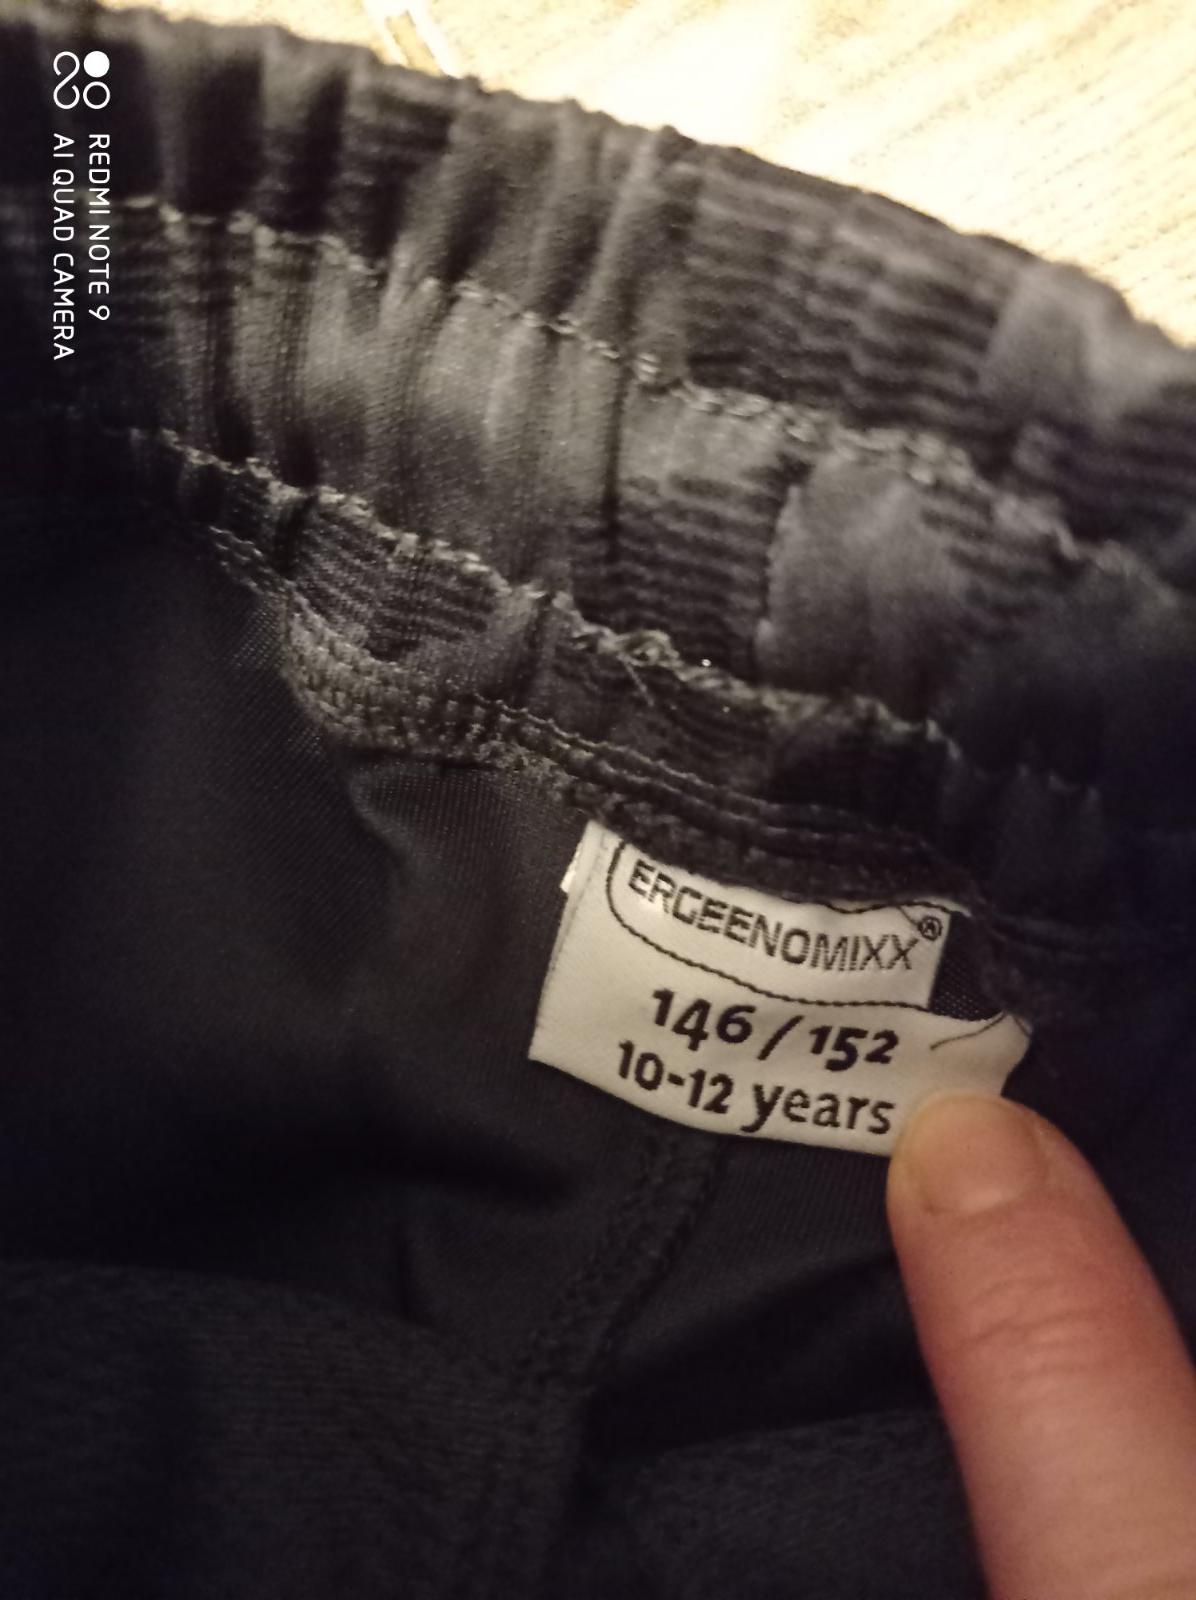 REDMI NOTE 9
AI QUAD CAMERA
ERGEENOMIXX®
146/152
10-12 years